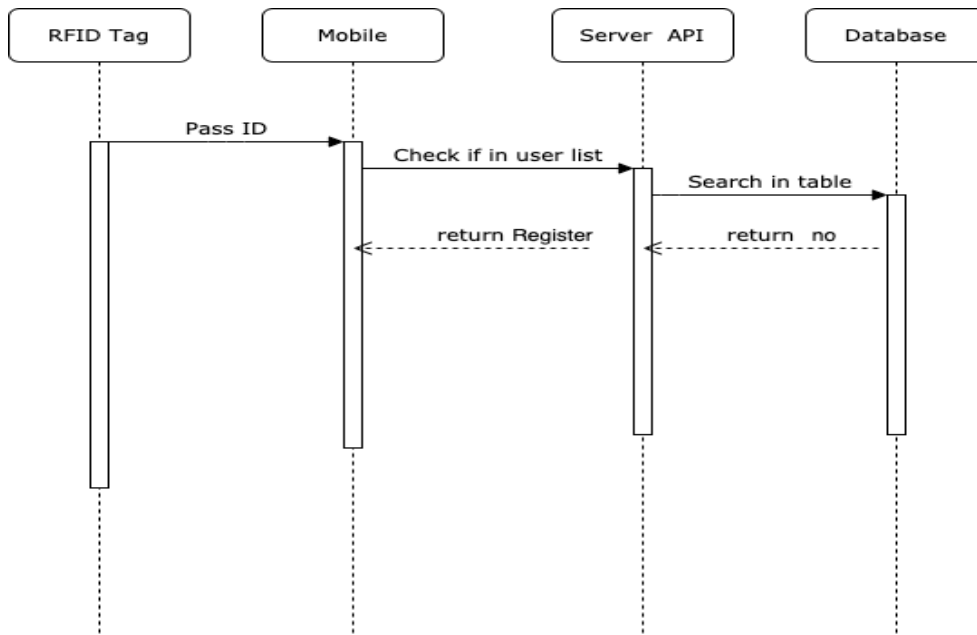 RFID Tag
Mobile
Server API
Database
Pass ID
Check if in user list
Search in table
return Register
return no